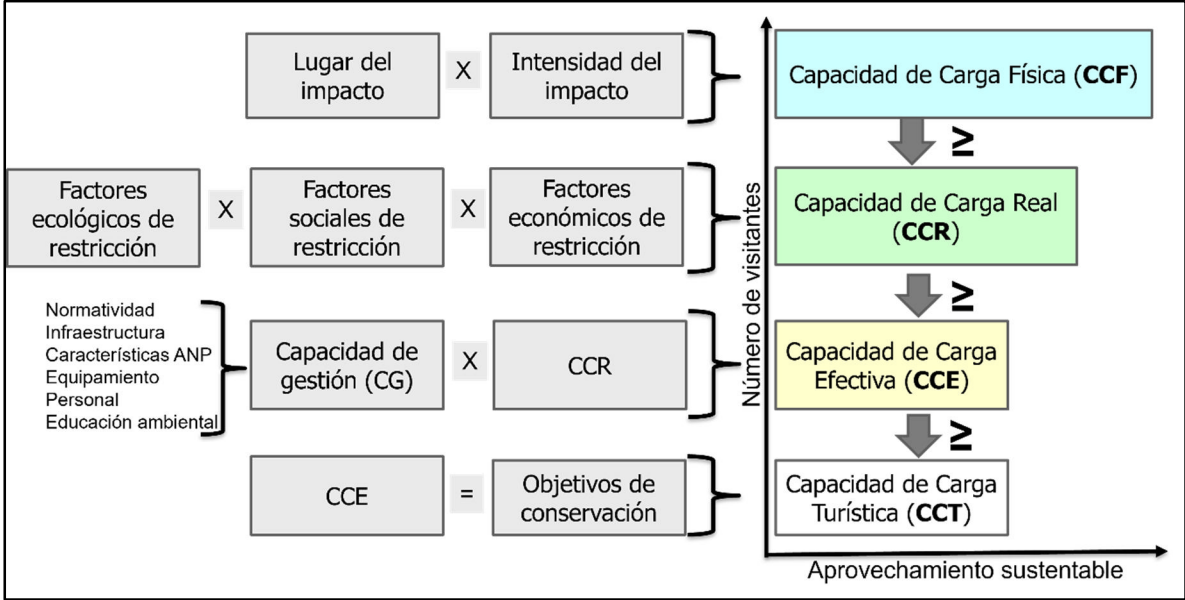 Lugar del
impacto
X
Intensidad del
impacto
Capacidad de Carga Física (CCF)
≥
Factores
ecológicos de
restricción
X
Factores
sociales de
restricción
X
Factores
económicos de
restricción
Capacidad de Carga Real
(CCR)
≥
Normatividad
Infraestructura
Características ANP
Equipamiento
Personal
Educación ambiental
Capacidad de
gestión (CG)
X
CCR
Capacidad de Carga
Efectiva (CCE)
≥
CCE
=
Objetivos de
conservación
Capacidad de Carga
Turística (CCT)
Número de visitantes
Aprovechamiento sustentable